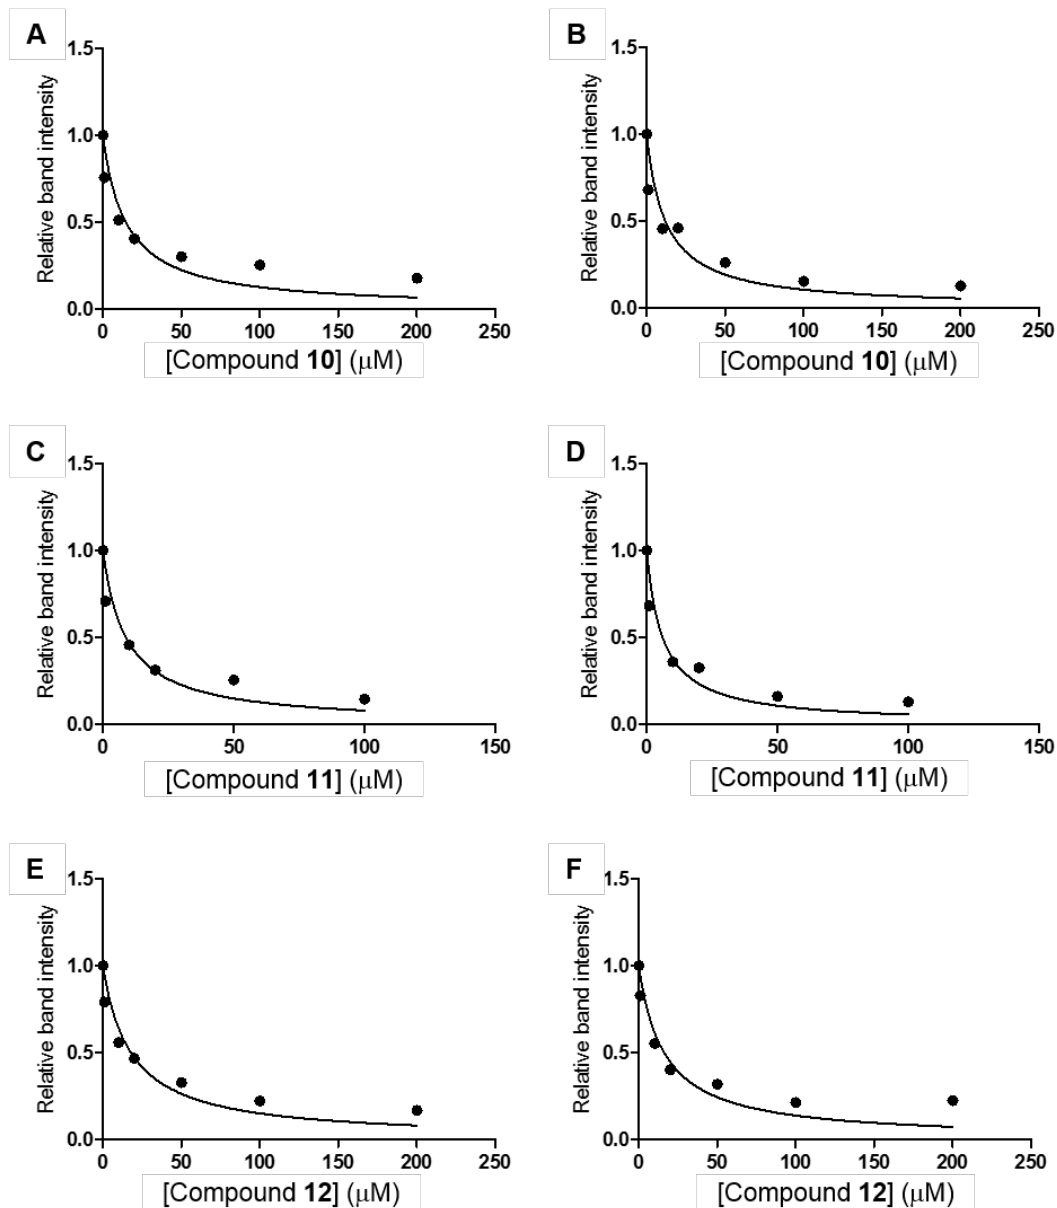 A
Relative band intensity
1.5
1.0
0.5
0.0
0 50 100 150 200 250
[Compound 10] (μM)
B
Relative band intensity
1.5
1.0
0.5
0.0
0 50 100 150 200 250
[Compound 10] (μM)
C
Relative band intensity
1.5
1.0
0.5
0.0
0 50 100 150
[Compound 11] (μM)
D
Relative band intensity
1.5
1.0
0.5
0.0
0 50 100 150
[Compound 11] (μM)
E
Relative band intensity
1.5
1.0
0.5
0.0
0 50 100 150 200 250
[Compound 12] (μM)
F
Relative band intensity
1.5
1.0
0.5
0.0
0 50 100 150 200 250
[Compound 12] (μM)